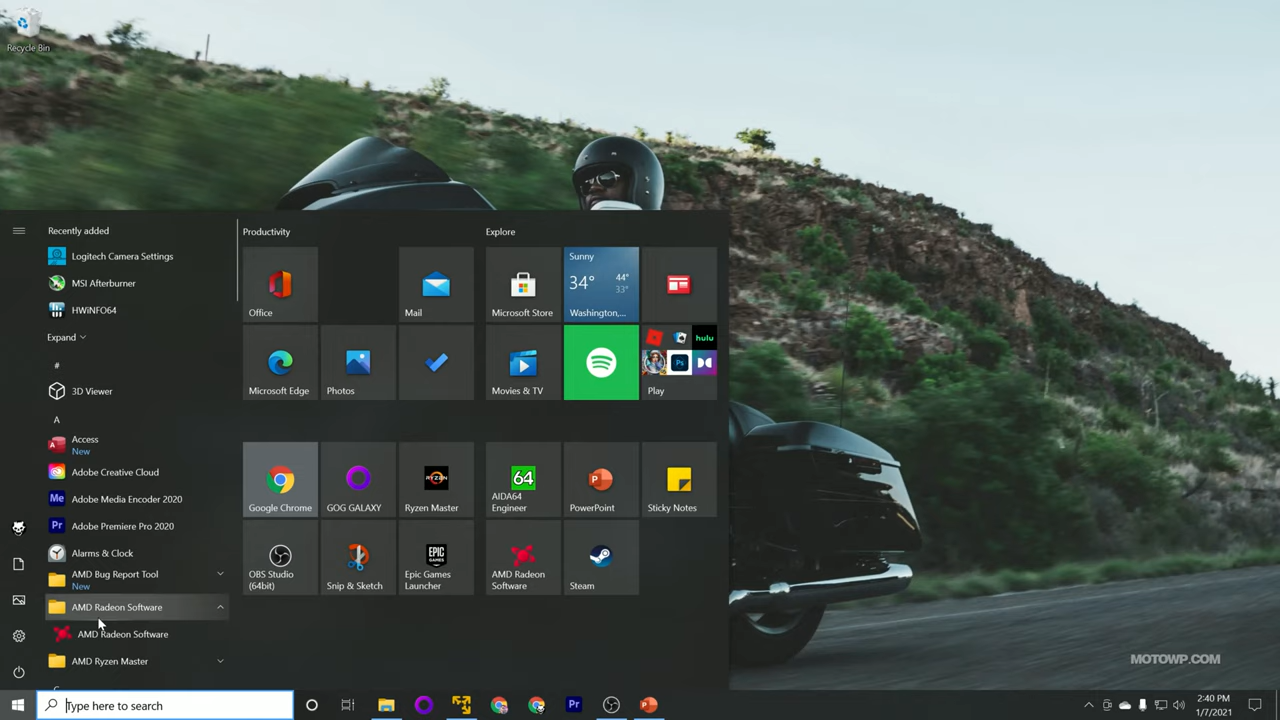 Recycle Bin
Recently added
Logitech Camera Settings
MSI Afterburner
HWiNFO64
Expand
#
3D Viewer
A
Access
New
Adobe Creative Cloud
Adobe Media Encoder 2020
Adobe Premiere Pro 2020
Alarms & Clock
AMD Bug Report Tool
New
AMD Radeon Software
AMD Radeon Software
AMD Ryzen Master
Productivity
Office
Mail
Microsoft Edge
Photos
Google Chrome
GOG GALAXY
RYZEN
Ryzen Master
OBS Studio
(64bit)
Snip & Sketch
EPIC
GAMES
Epic Games
Launcher
Explore
Microsoft Store
Sunny
34° 44°
33°
Washington,...
Movies & TV
hulu
Ps
Play
64
AIDA64
Engineer
PowerPoint
Sticky Notes
AMD Radeon
Software
Steam
MOTOWP.COM
Type here to search
Pr
2:40 PM
1/7/2021